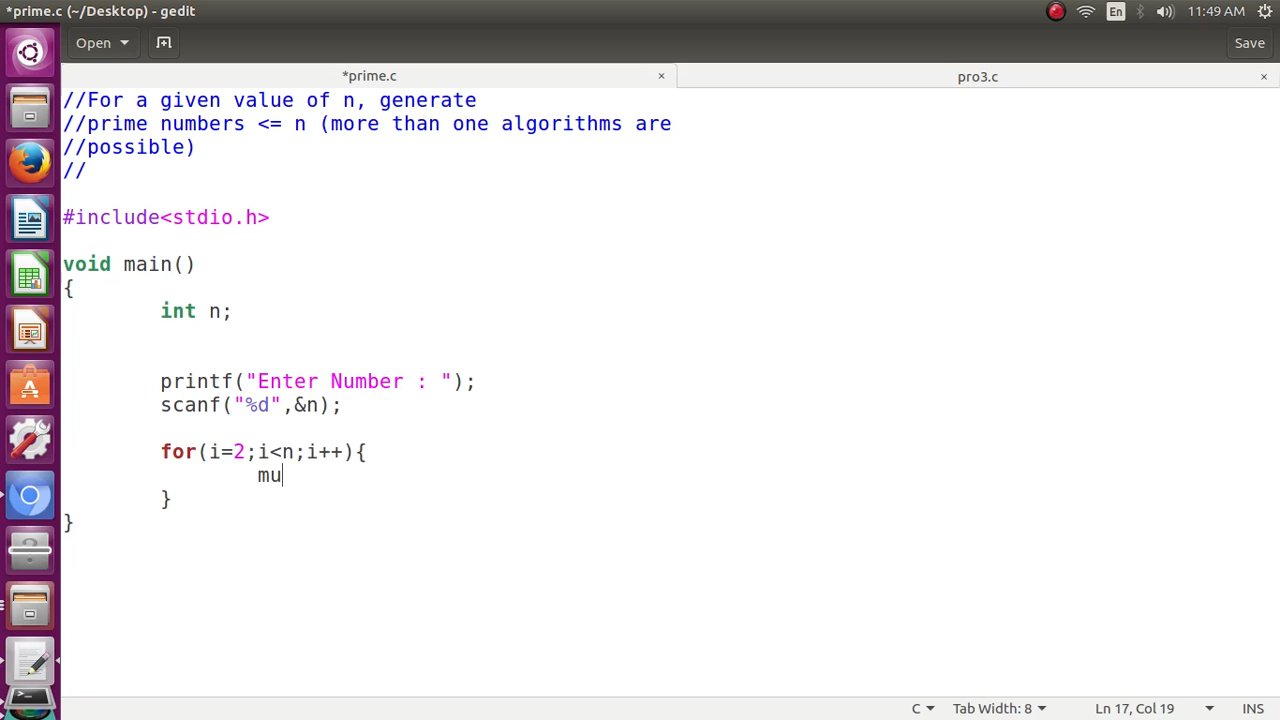 *prime.c (~/Desktop) - gedit
En
11:49 AM
Open
Save
*prime.c ×
pro3.c ×
//For a given value of n, generate
//prime numbers <= n (more than one algorithms are
//possible)
//
#include<stdio.h>
void main()
{
int n;
printf("Enter Number : ");
scanf("%d",&n);
for(i=2;i<n;i++){
mu
}
}
C
Tab Width: 8
Ln 17, Col 19
INS